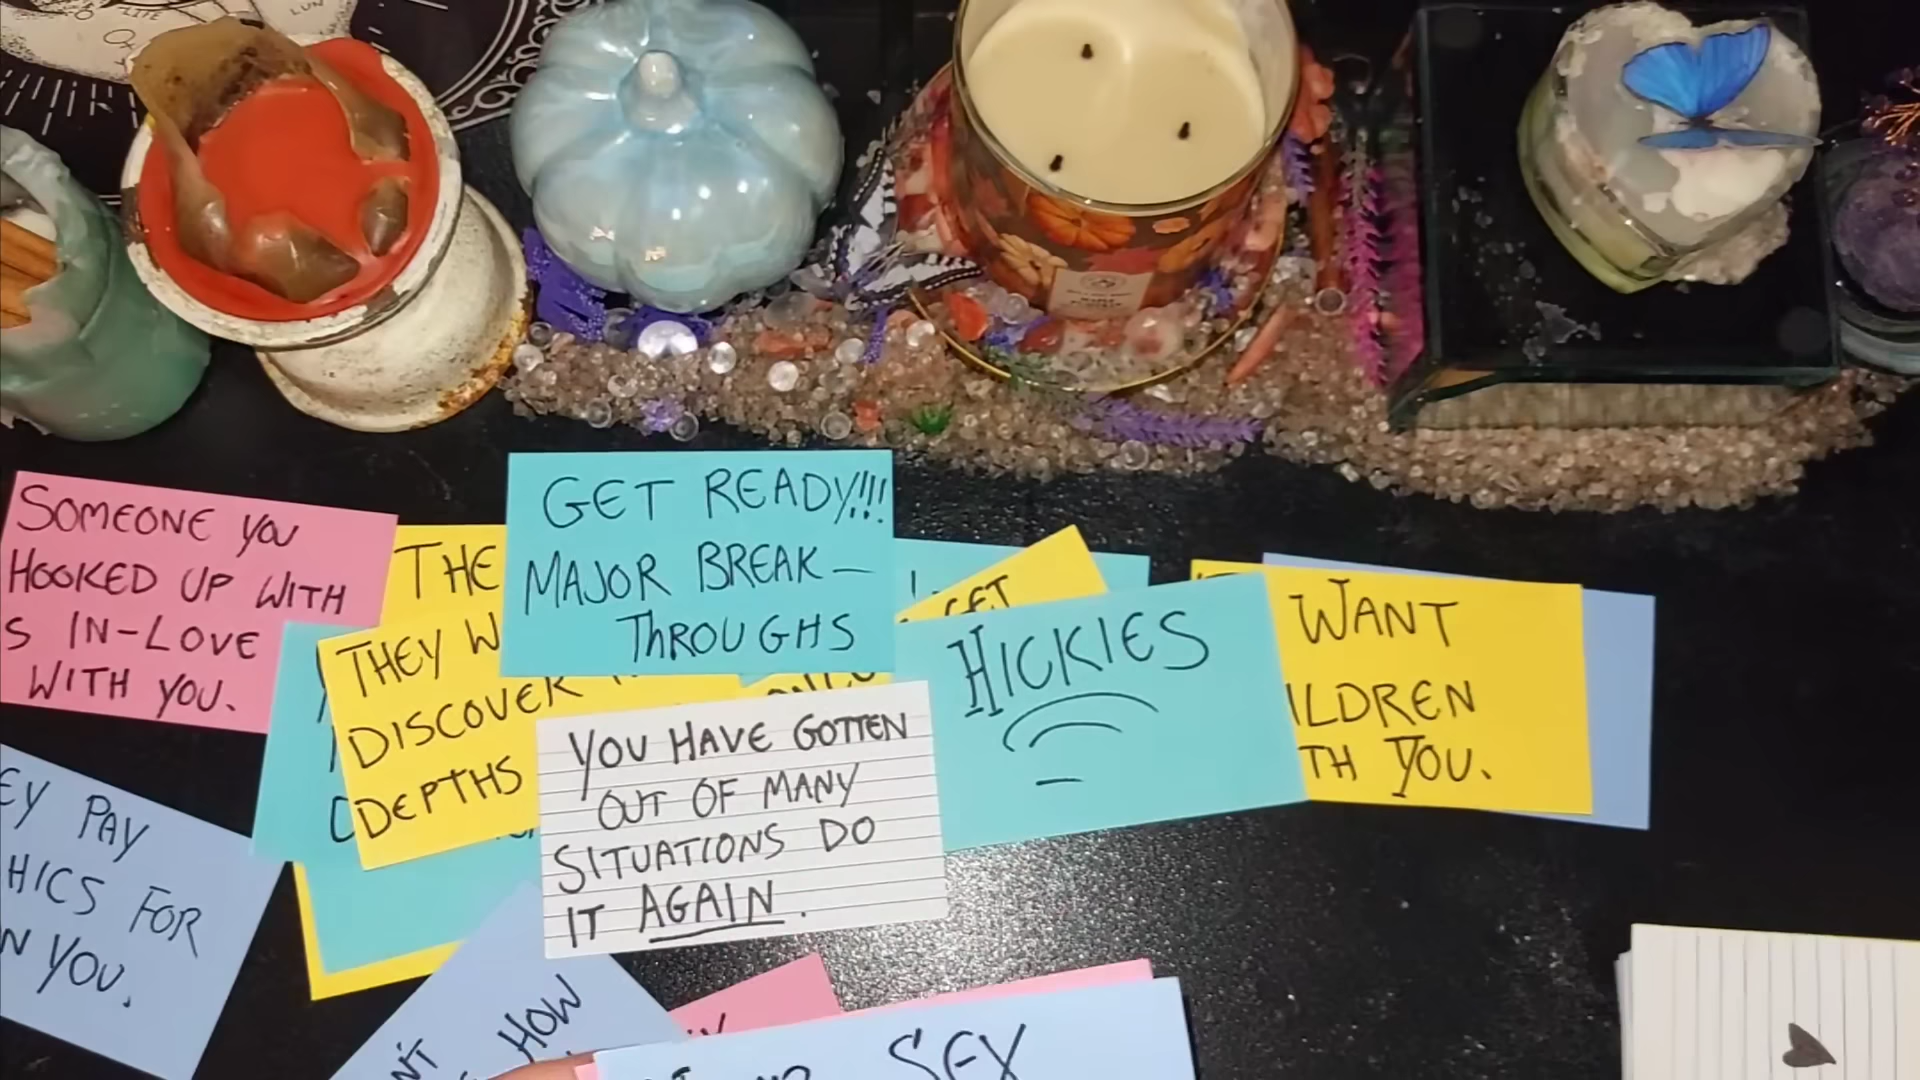 SOMEONE YOU
HOOKED UP WITH
S IN-LOVE
WITH YOU.
THE
THEY W
DISCOVER
DEPTHS
GET READY!!!
MAJOR BREAK-
THROUGHS
YOU HAVE GOTTEN
OUT OF MANY
SITUATIONS DO
IT AGAIN.
GET
HICKIES
WANT
ILDREN
TH YOU.
EY PAY
HICS FOR
N YOU.
HOW
N'T
SEX